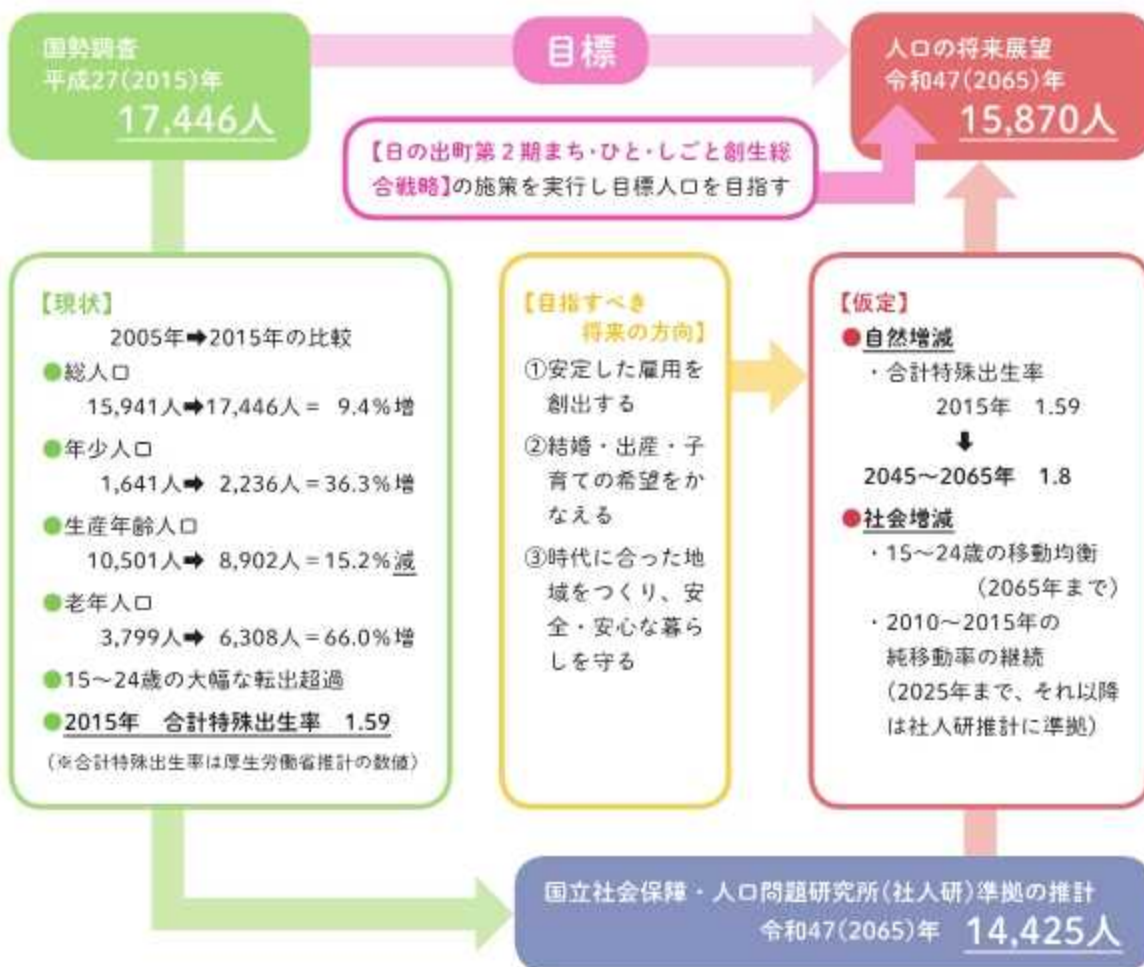 国勢調査
平成27(2015)年
17,446人
目標
人口の将来展望
令和47(2065)年
15,870人
【日の出町第2期まち・ひと・しごと創生総
合戦略】の施策を実行し目標人口を目指す
【現状】
2005年➡2015年の比較
●総人口
15,941人➡17,446人＝ 9.4%増
●年少人口
1,641人➡ 2,236人＝36.3%増
●生産年齢人口
10,501人➡ 8,902人＝15.2%減
●老年人口
3,799人➡ 6,308人＝66.0%増
●15～24歳の大幅な転出超過
●2015年 合計特殊出生率 1.59
（※合計特殊出生率は厚生労働省推計の数値）
【目指すべき
将来の方向】
①安定した雇用を
創出する
②結婚・出産・子
育ての希望をか
なえる
③時代に合った地
域をつくり、安
全・安心な暮ら
しを守る
【仮定】
●自然増減
・合計特殊出生率
2015年 1.59
⬇
2045～2065年 1.8
●社会増減
・15～24歳の移動均衡
（2065年まで）
・2010～2015年の
純移動率の継続
（2025年まで、それ以降
は社人研推計に準拠）
国立社会保障・人口問題研究所(社人研)準拠の推計
令和47(2065)年 14,425人